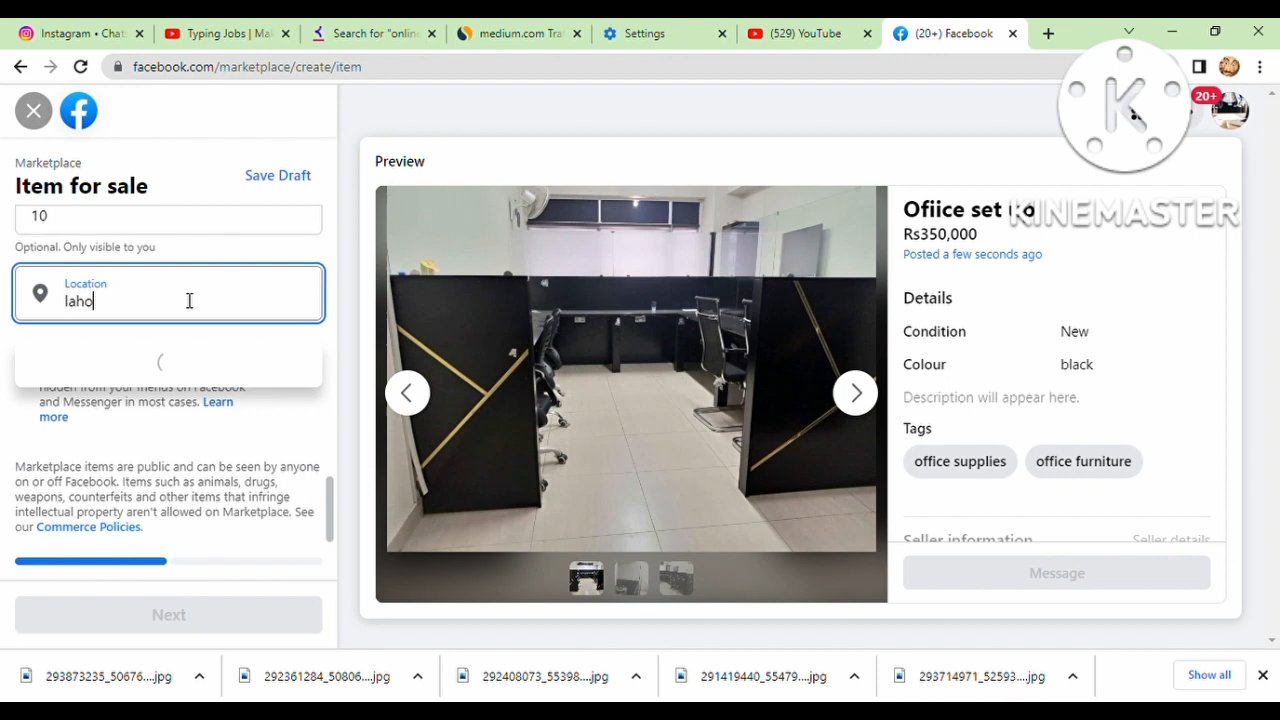 Instagram • Chat
Typing Jobs | Mak
Search for "online
medium.com Traf
Settings
(529) YouTube
(20+) Facebook
facebook.com/marketplace/create/item
20+
K
KINEMASTER
Marketplace
Item for sale
Save Draft
10
Optional. Only visible to you
Location
laho
hidden from your friends on Facebook
and Messenger in most cases. Learn
more
Marketplace items are public and can be seen by anyone
on or off Facebook. Items such as animals, drugs,
weapons, counterfeits and other items that infringe
intellectual property aren't allowed on Marketplace. See
our Commerce Policies.
Next
Preview
Ofiice set
Rs350,000
Posted a few seconds ago
Details
Condition New
Colour black
Description will appear here.
Tags
office supplies office furniture
Seller information Seller details
Message
293873235_50676....jpg
292361284_50806....jpg
292408073_55398....jpg
291419440_55479....jpg
293714971_52593....jpg
Show all